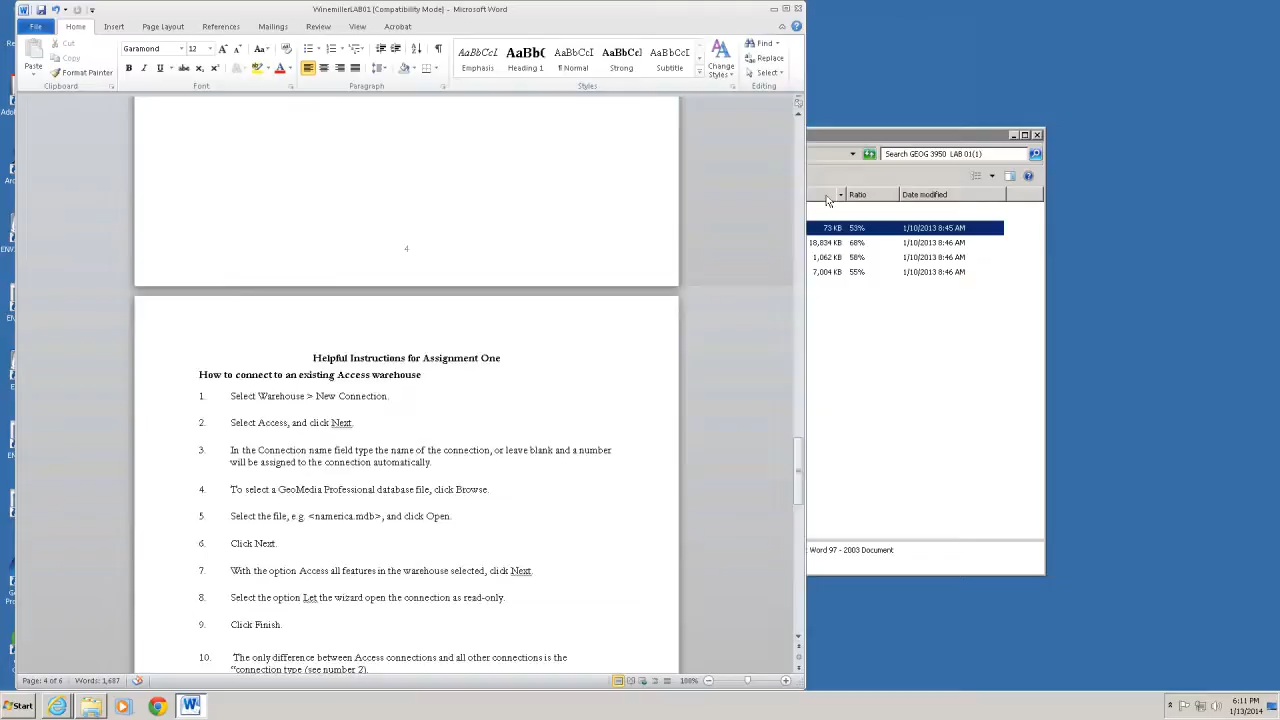 WinemillerLAB01 [Compatibility Mode] - Microsoft Word
File Home Insert Page Layout References Mailings Review View Acrobat
Cut
Copy
Format Painter
Paste
Clipboard
Garamond 12
Font
Paragraph
AaBbCcI AaBb( AaBbCcI AaBbCcl AaBbCcI
Emphasis Heading 1 ¶ Normal Strong Subtitle
Change Styles
Styles
Find
Replace
Select
Editing
Search GEOG 3950 LAB 01(1)
Ratio Date modified
73 KB 53% 1/10/2013 8:45 AM
18,834 KB 68% 1/10/2013 8:46 AM
1,062 KB 58% 1/10/2013 8:46 AM
7,004 KB 55% 1/10/2013 8:46 AM
4
Helpful Instructions for Assignment One
How to connect to an existing Access warehouse
1. Select Warehouse > New Connection.
2. Select Access, and click Next.
3. In the Connection name field type the name of the connection, or leave blank and a number
will be assigned to the connection automatically.
4. To select a GeoMedia Professional database file, click Browse.
5. Select the file, e.g. <namerica.mdb>, and click Open.
6. Click Next.
7. With the option Access all features in the warehouse selected, click Next.
8. Select the option Let the wizard open the connection as read-only.
9. Click Finish.
10. The only difference between Access connections and all other connection is the
“connection type (see number 2).
Word 97 - 2003 Document
Page: 4 of 6 Words: 1,687
100%
Start
6:11 PM
1/13/2014